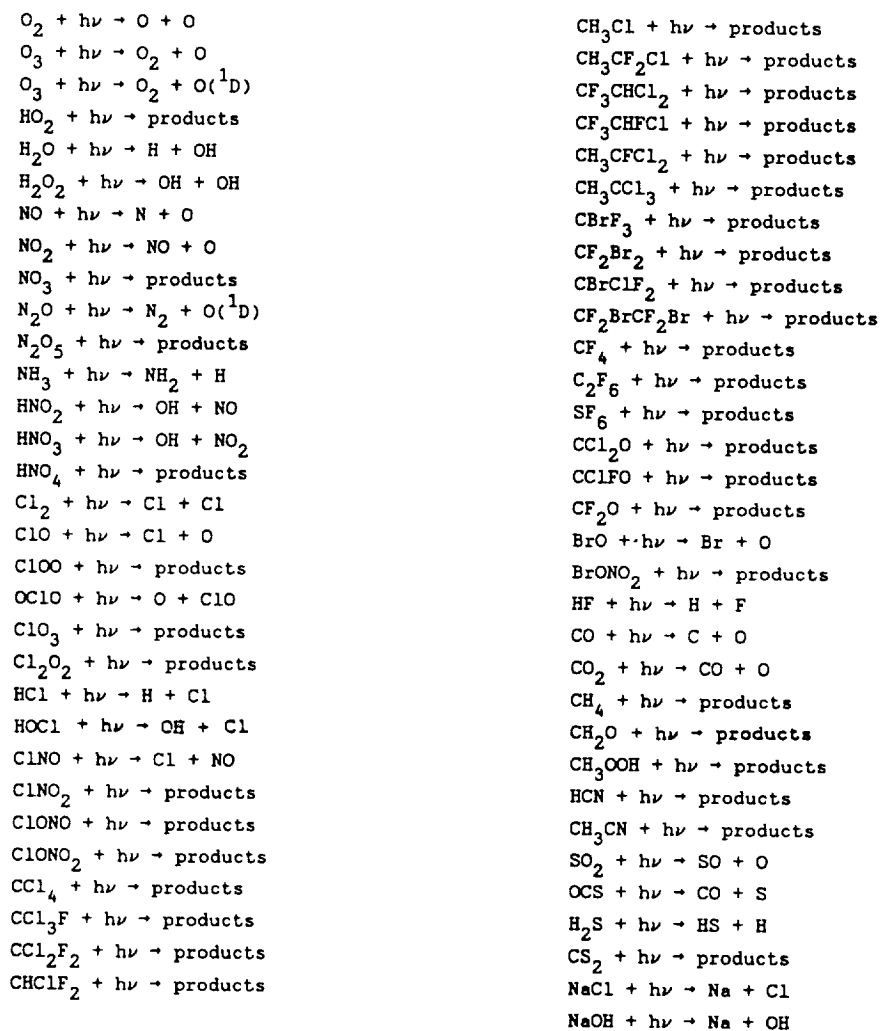 O₂ + hν → O + O
O₃ + hν → O₂ + O
O₃ + hν → O₂ + O(¹D)
HO₂ + hν → products
H₂O + hν → H + OH
H₂O₂ + hν → OH + OH
NO + hν → N + O
NO₂ + hν → NO + O
NO₃ + hν → products
N₂O + hν → N₂ + O(¹D)
N₂O₅ + hν → products
NH₃ + hν → NH₂ + H
HNO₂ + hν → OH + NO
HNO₃ + hν → OH + NO₂
HNO₄ + hν → products
Cl₂ + hν → Cl + Cl
ClO + hν → Cl + O
ClOO + hν → products
OClO + hν → O + ClO
ClO₃ + hν → products
Cl₂O₂ + hν → products
HCl + hν → H + Cl
HOCl + hν → OH + Cl
ClNO + hν → Cl + NO
ClNO₂ + hν → products
ClONO + hν → products
ClONO₂ + hν → products
CCl₄ + hν → products
CCl₃F + hν → products
CCl₂F₂ + hν → products
CHClF₂ + hν → products
CH₃Cl + hν → products
CH₃CF₂Cl + hν → products
CF₃CHCl₂ + hν → products
CF₃CHFCl + hν → products
CH₃CFCl₂ + hν → products
CH₃CCl₃ + hν → products
CBrF₃ + hν → products
CF₂Br₂ + hν → products
CBrClF₂ + hν → products
CF₂BrCF₂Br + hν → products
CF₄ + hν → products
C₂F₆ + hν → products
SF₆ + hν → products
CCl₂O + hν → products
CClFO + hν → products
CF₂O + hν → products
BrO + hν → Br + O
BrONO₂ + hν → products
HF + hν → H + F
CO + hν → C + O
CO₂ + hν → CO + O
CH₄ + hν → products
CH₂O + hν → products
CH₃OOH + hν → products
HCN + hν → products
CH₃CN + hν → products
SO₂ + hν → SO + O
OCS + hν → CO + S
H₂S + hν → HS + H
CS₂ + hν → products
NaCl + hν → Na + Cl
NaOH + hν → Na + OH